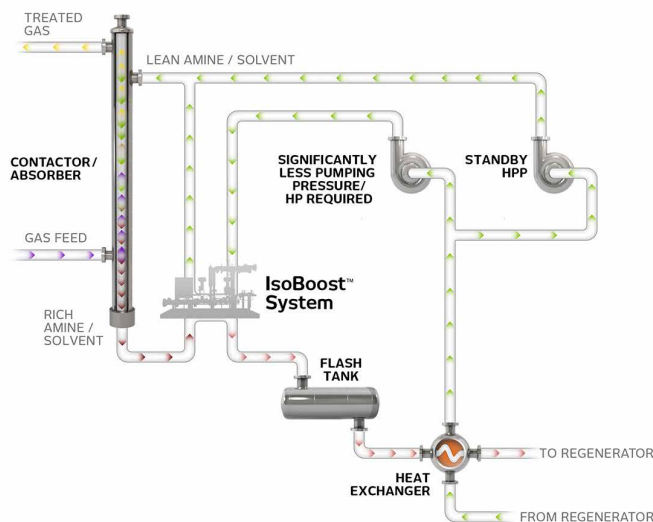 TREATED
GAS
LEAN AMINE / SOLVENT
CONTACTOR/
ABSORBER
SIGNIFICANTLY
LESS PUMPING
PRESSURE/
HP REQUIRED
STANDBY
HPP
GAS FEED
IsoBoost™
System
RICH
AMINE /
SOLVENT
FLASH
TANK
HEAT
EXCHANGER
TO REGENERATOR
FROM REGENERATOR